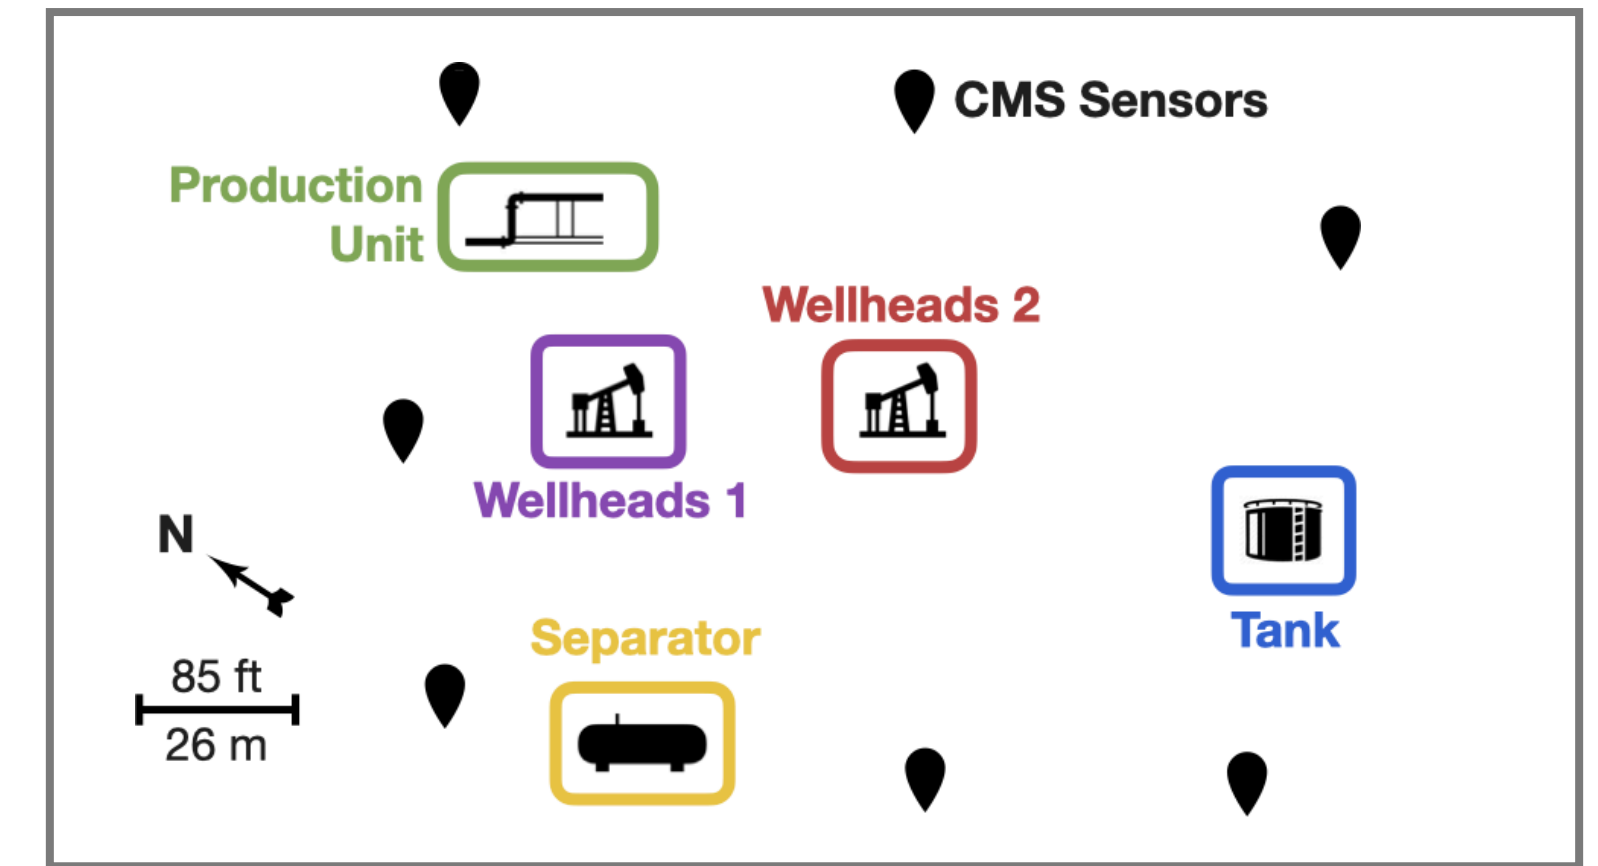 CMS Sensors
Production
Unit
Wellheads 2
Wellheads 1
N
Tank
Separator
85 ft
26 m